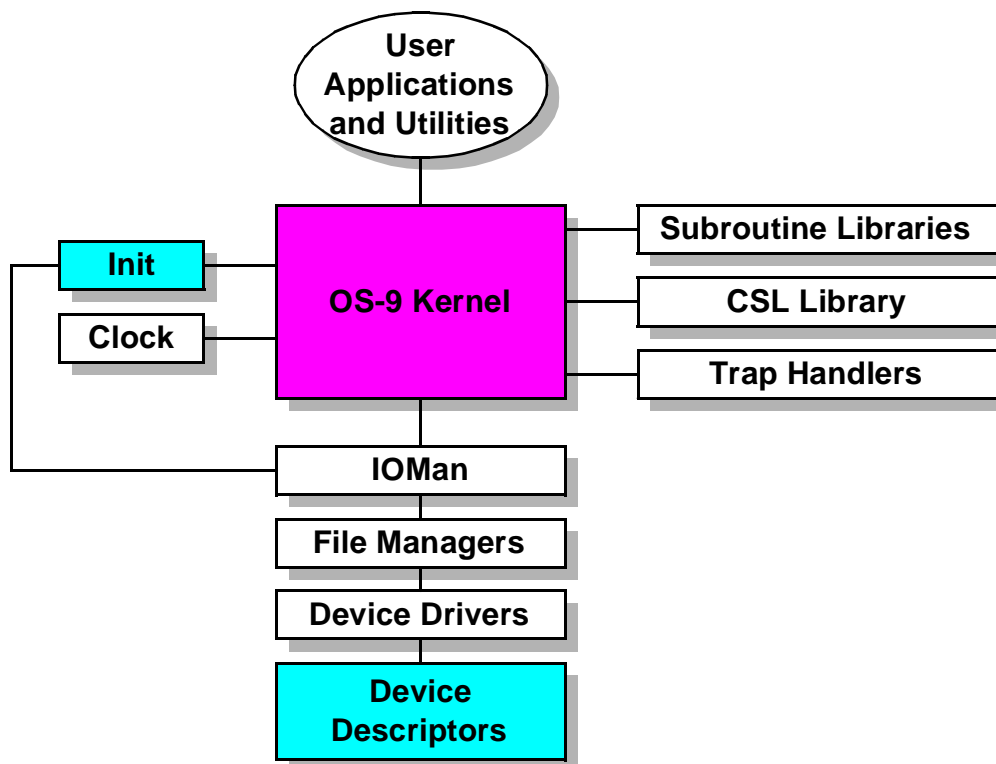 User
Applications
and Utilities
Subroutine Libraries
Init
OS-9 Kernel
CSL Library
Clock
Trap Handlers
IOMan
File Managers
Device Drivers
Device
Descriptors